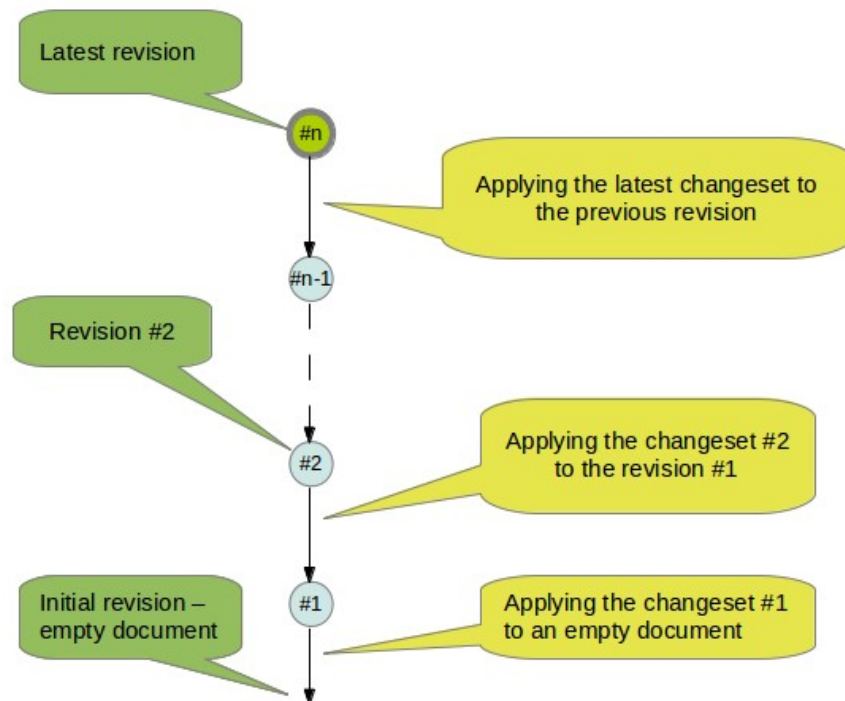 Latest revision
#n
Applying the latest changeset to
the previous revision
#n-1
Revision #2
#2
Applying the changeset #2
to the revision #1
Initial revision –
empty document
#1
Applying the changeset #1
to an empty document